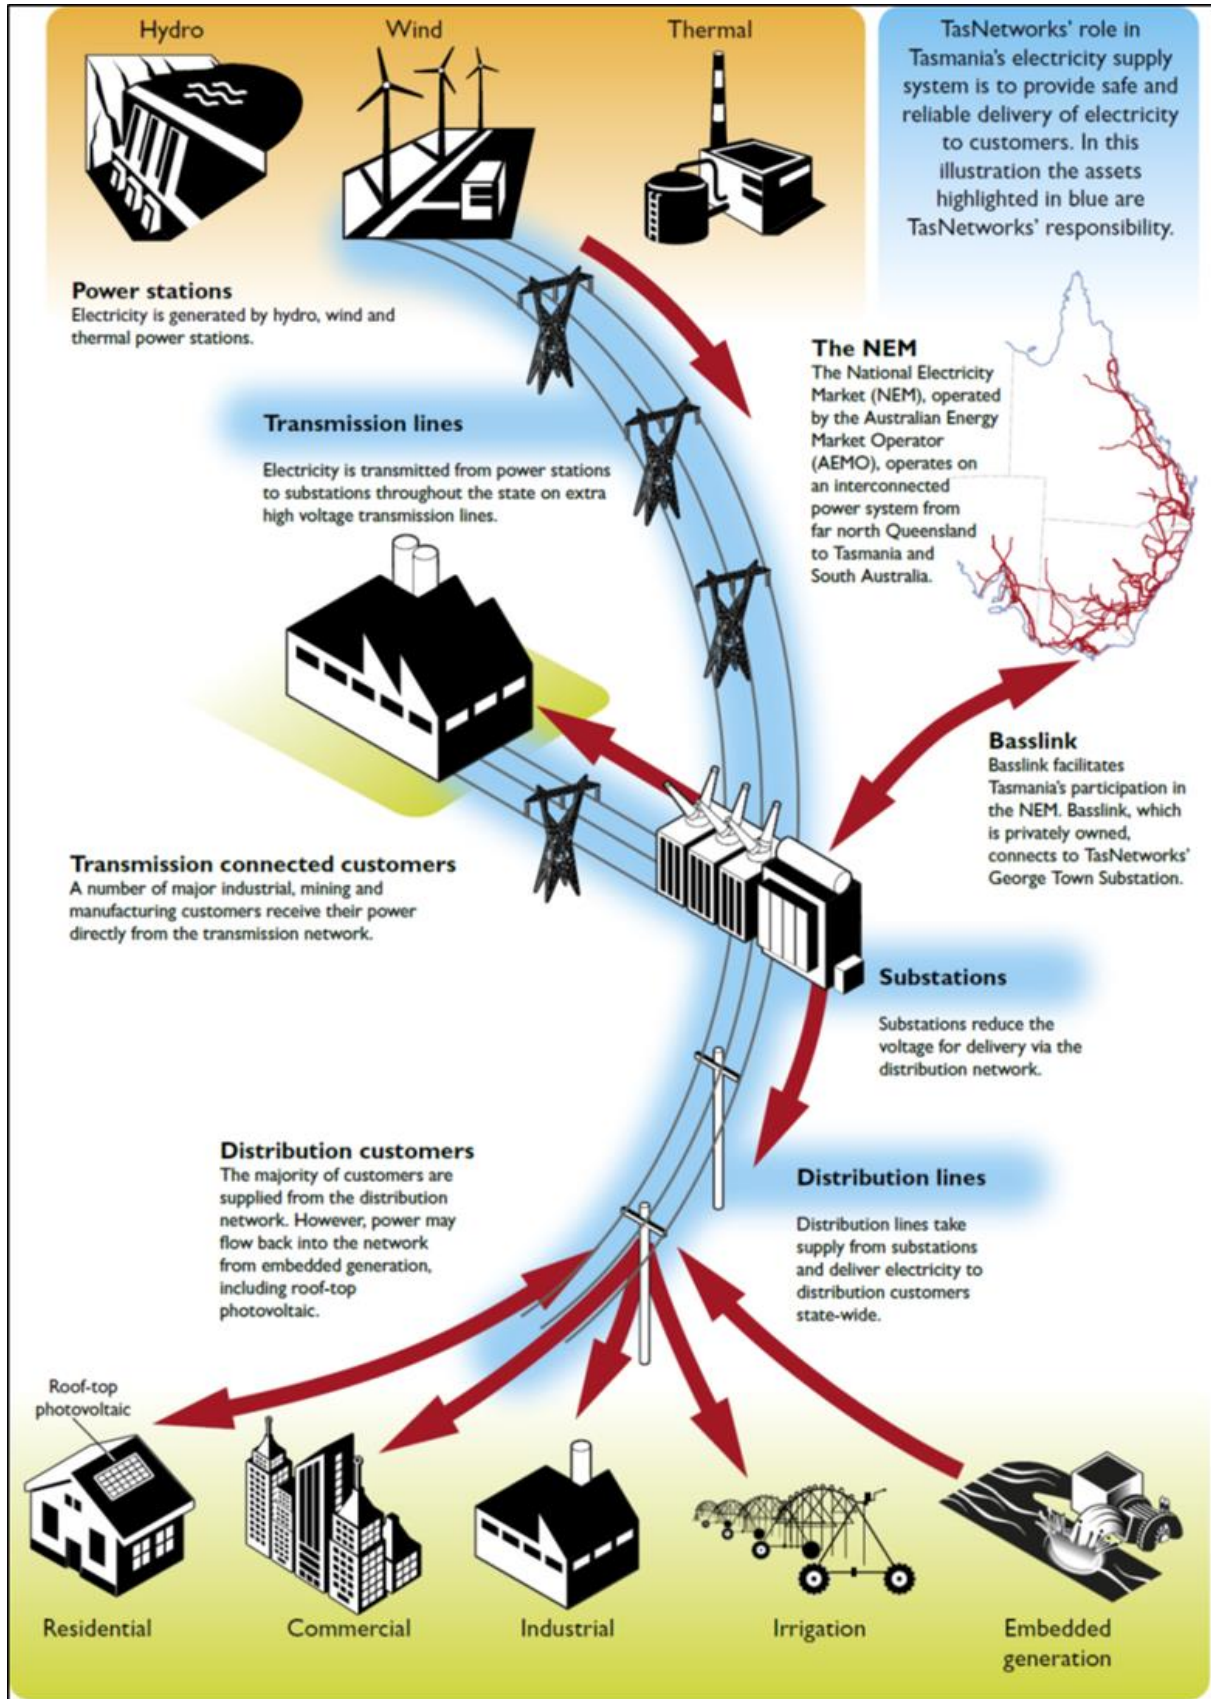 Hydro
Wind
Thermal
TasNetworks' role in
Tasmania's electricity supply
system is to provide safe and
reliable delivery of electricity
to customers. In this
illustration the assets
highlighted in blue are
TasNetworks' responsibility.
Power stations
Electricity is generated by hydro, wind and
thermal power stations.
The NEM
The National Electricity
Market (NEM), operated
by the Australian Energy
Market Operator
(AEMO), operates on
an interconnected
power system from
far north Queensland
to Tasmania and
South Australia.
Transmission lines
Electricity is transmitted from power stations
to substations throughout the state on extra
high voltage transmission lines.
Basslink
Basslink facilitates
Tasmania's participation in
the NEM. Basslink, which
is privately owned,
connects to TasNetworks'
George Town Substation.
Transmission connected customers
A number of major industrial, mining and
manufacturing customers receive their power
directly from the transmission network.
Substations
Substations reduce the
voltage for delivery via the
distribution network.
Distribution customers
The majority of customers are
supplied from the distribution
network. However, power may
flow back into the network
from embedded generation,
including roof-top
photovoltaic.
Distribution lines
Distribution lines take
supply from substations
and deliver electricity to
distribution customers
state-wide.
Roof-top
photovoltaic
Residential
Commercial
Industrial
Irrigation
Embedded
generation